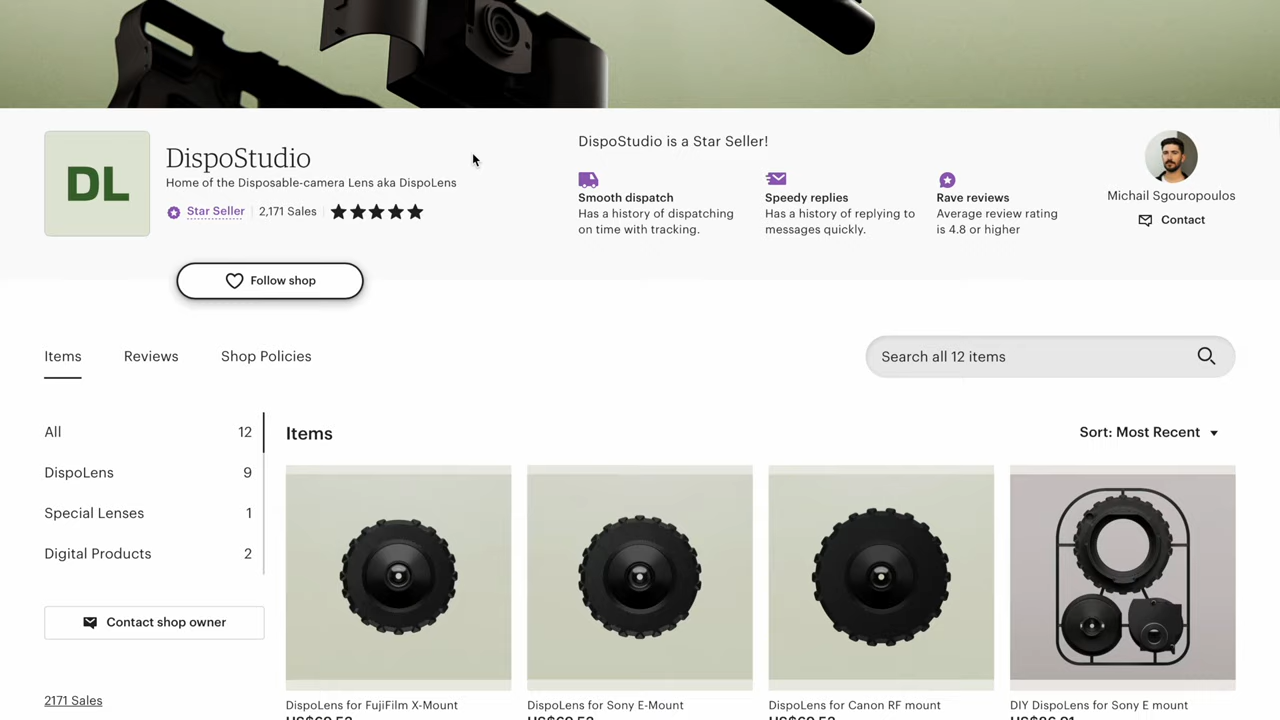 DL
DispoStudio
Home of the Disposable-camera Lens aka DispoLens
Star Seller
2,171 Sales
Follow shop
DispoStudio is a Star Seller!
Smooth dispatch
Has a history of dispatching
on time with tracking.
Speedy replies
Has a history of replying to
messages quickly.
Rave reviews
Average review rating
is 4.8 or higher
Michail Sgouropoulos
Contact
Items
Reviews
Shop Policies
Search all 12 items
All 12
DispoLens 9
Special Lenses 1
Digital Products 2
Contact shop owner
2171 Sales
Items
Sort: Most Recent
DispoLens for FujiFilm X-Mount
DispoLens for Sony E-Mount
DispoLens for Canon RF mount
DIY DispoLens for Sony E mount